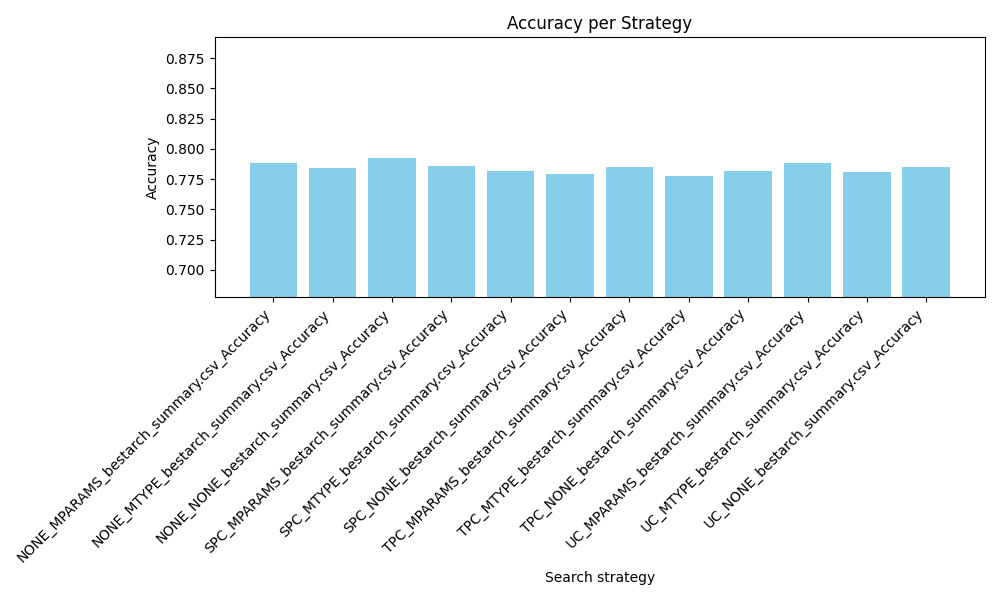 Accuracy per Strategy
Accuracy
0.875
0.850
0.825
0.800
0.775
0.750
0.725
0.700
NONE_MPARAMS_bestarch_summary.csv_Accuracy
NONE_MTYPE_bestarch_summary.csv_Accuracy
NONE_NONE_bestarch_summary.csv_Accuracy
SPC_MPARAMS_bestarch_summary.csv_Accuracy
SPC_MTYPE_bestarch_summary.csv_Accuracy
SPC_NONE_bestarch_summary.csv_Accuracy
TPC_MPARAMS_bestarch_summary.csv_Accuracy
TPC_MTYPE_bestarch_summary.csv_Accuracy
TPC_NONE_bestarch_summary.csv_Accuracy
UC_MPARAMS_bestarch_summary.csv_Accuracy
UC_MTYPE_bestarch_summary.csv_Accuracy
UC_NONE_bestarch_summary.csv_Accuracy
Search strategy